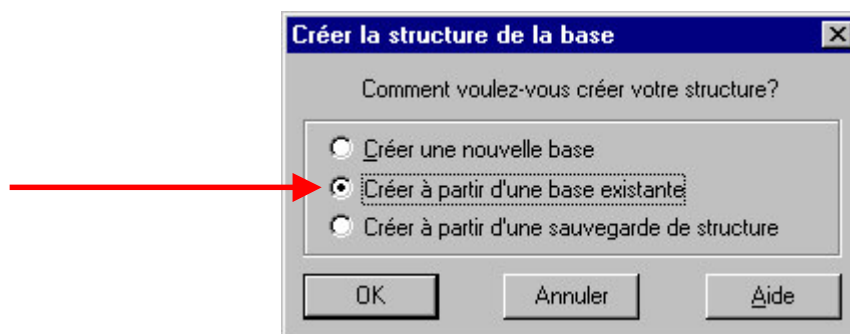 Créer la structure de la base
Comment voulez-vous créer votre structure?
Créer une nouvelle base
Créer à partir d'une base existante
Créer à partir d'une sauvegarde de structure
OK Annuler Aide